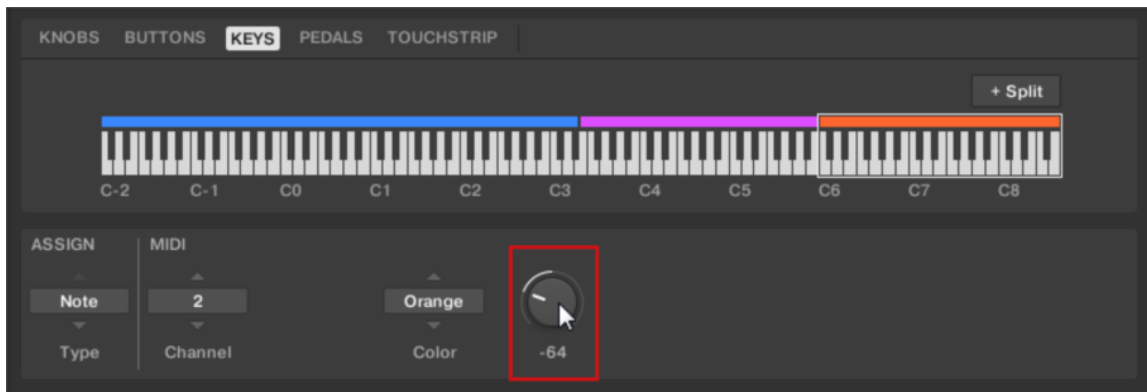 KNOBS BUTTONS KEYS PEDALS TOUCHSTRIP
+ Split
C-2 C-1 C0 C1 C2 C3 C4 C5 C6 C7 C8
ASSIGN MIDI
Note 2 Orange
Type Channel Color -64